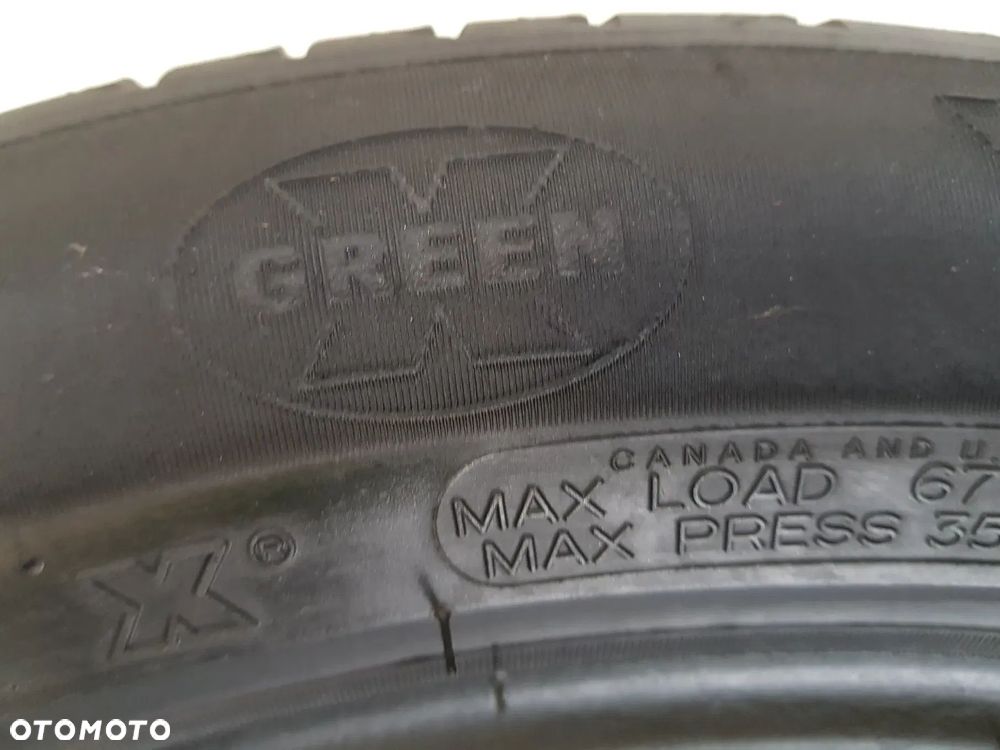 GREEN X
CANADA AND U.
MAX LOAD 67
MAX PRESS 35
X®
OTOMOTO